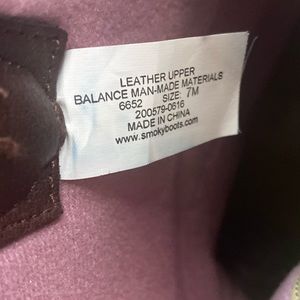 LEATHER UPPER
BALANCE MAN-MADE MATERIALS
6652 SIZE: 7M
200579-0616
MADE IN CHINA
www.smokyboots.com